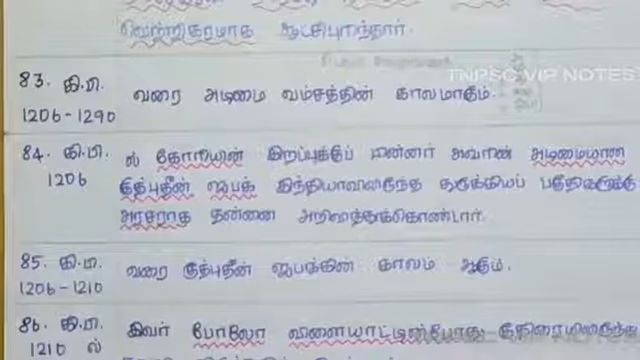 வெற்றிகரமாக ஆட்சிபுரிந்தார்.
TNPSC VIP NOTES
83. கி.பி. 1206-1290 வரை அடிமை வம்சத்தின் காலமாகும்.
84. கி.பி. 1206 ல் கோரியின் இறப்புக்குப் பின்னர் அவரின் அடிமையான
குத்புதீன் ஐபக் இந்தியாவிலிருந்த துருக்கியப் பகுதிகளுக்கு
அரசராக தன்னை அறிவித்துக்கொண்டார்.
85. கி.பி. 1206-1210 வரை குத்புதீன் ஐபக்கின் காலம் ஆகும்.
86. கி.பி. 1210 ல் இவர் போலோ விளையாட்டின்போது குதிரையிலிருந்து